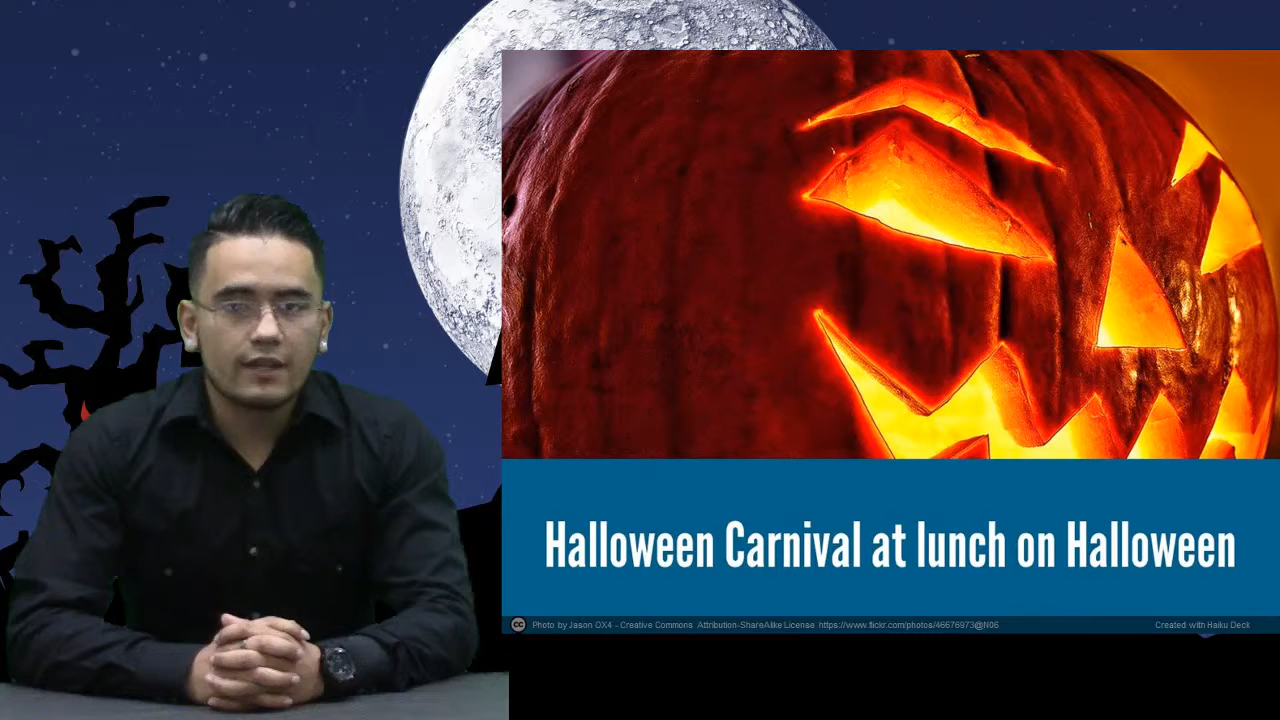 Halloween Carnival at lunch on Halloween
cc Photo by Jason OX4 - Creative Commons Attribution-ShareAlike License https://www.flickr.com/photos/46676973@N06 Created with Haiku Deck